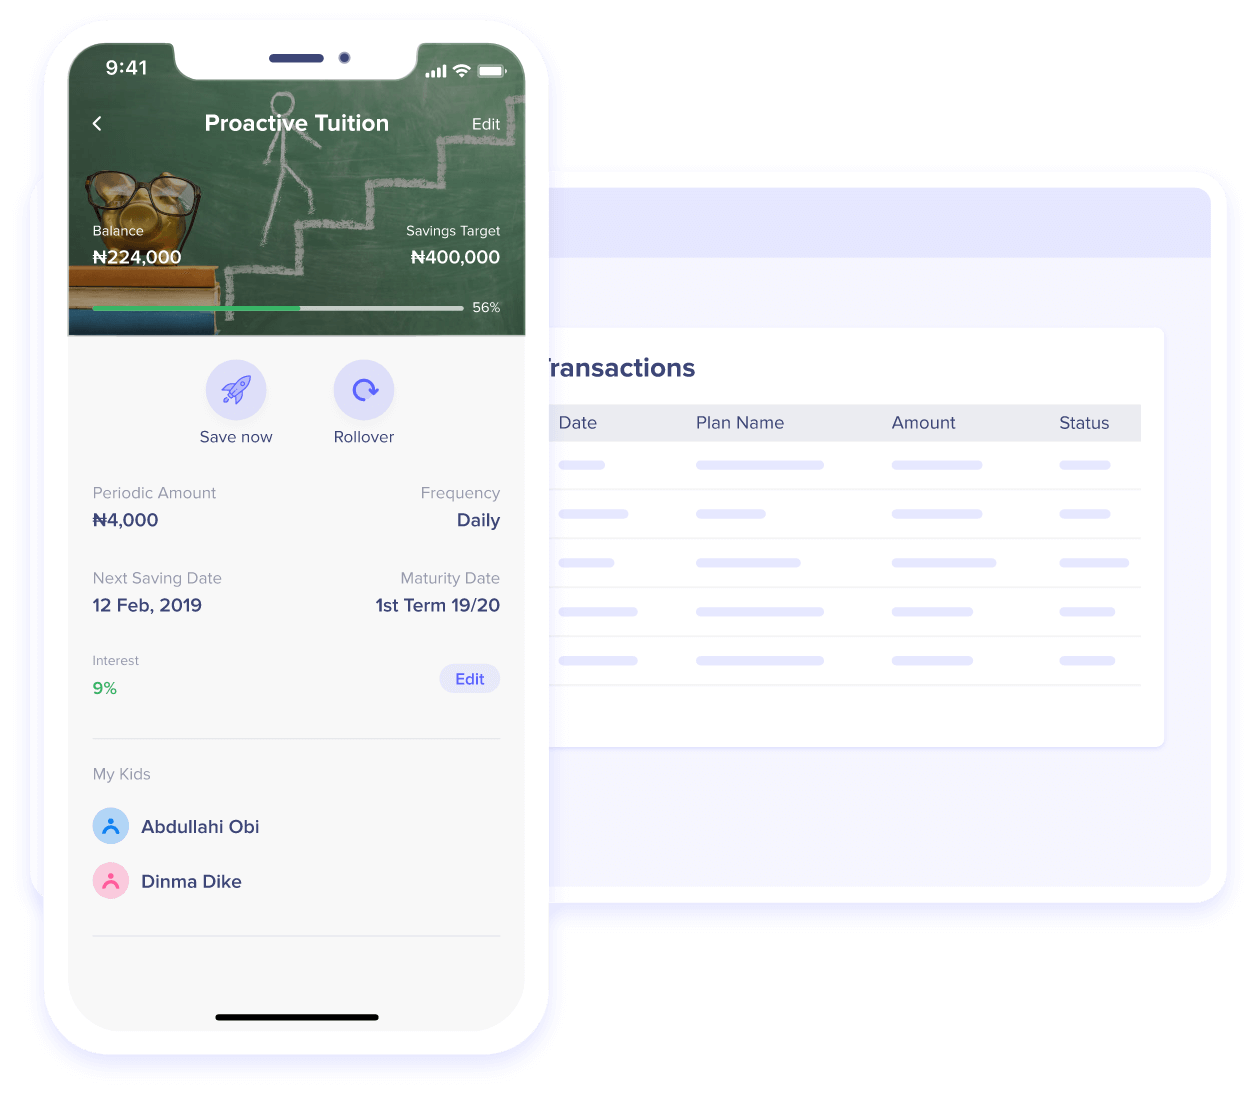 9:41
Proactive Tuition
Edit
Balance
Savings Target
₦224,000
₦400,000
56%
Save now
Rollover
Periodic Amount
Frequency
₦4,000
Daily
Next Saving Date
Maturity Date
12 Feb, 2019
1st Term 19/20
Interest
9%
Edit
My Kids
Abdullahi Obi
Dinma Dike
Transactions
Date Plan Name Amount Status